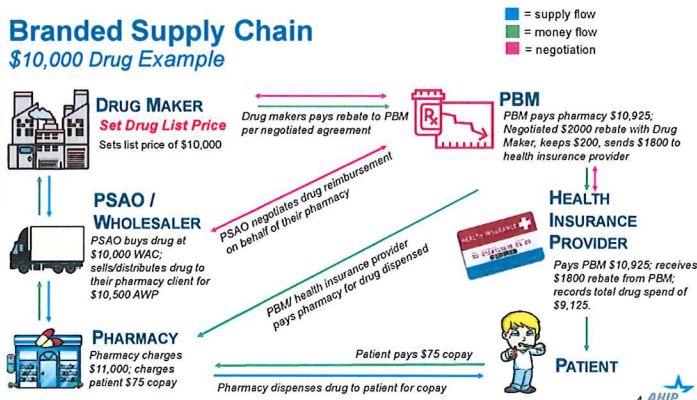 Branded Supply Chain
$10,000 Drug Example
= supply flow
= money flow
= negotiation
DRUG MAKER
Set Drug List Price
Sets list price of $10,000
Drug makers pays rebate to PBM
per negotiated agreement
Rx
PBM
PBM pays pharmacy $10,925;
Negotiated $2000 rebate with Drug
Maker, keeps $200, sends $1800 to
health insurance provider
PSAO /
WHOLESALER
PSAO buys drug at
$10,000 WAC;
sells/distributes drug to
their pharmacy client for
$10,500 AWP
PSAO negotiates drug reimbursement
on behalf of their pharmacy
HEALTH INSURANCE
HEALTH
INSURANCE
PROVIDER
Pays PBM $10,925; receives
$1800 rebate from PBM;
records total drug spend of
$9,125.
PBM/ health insurance provider
pays pharmacy for drug dispensed
PHARMACY
Pharmacy charges
$11,000; charges
patient $75 copay
Patient pays $75 copay
Pharmacy dispenses drug to patient for copay
PATIENT
4
AHIP